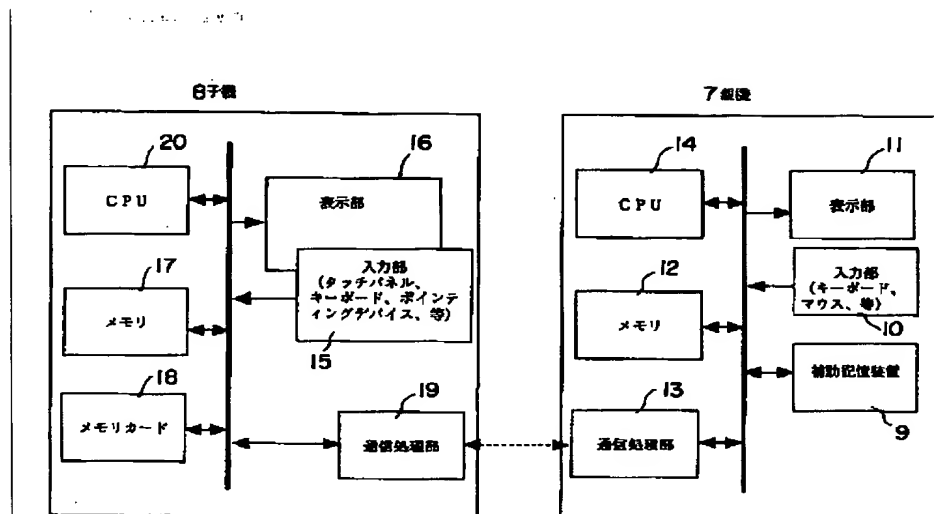 8子機
20
CPU
16
表示部
入力部
(タッチパネル、
キーボード、ポインテ
ィングデバイス、等)
15
17
メモリ
18
メモリカード
19
通信処理部
7親機
14
CPU
11
表示部
12
メモリ
入力部
(キーボード、
マウス、等)
10
補助記憶装置
9
13
通信処理部